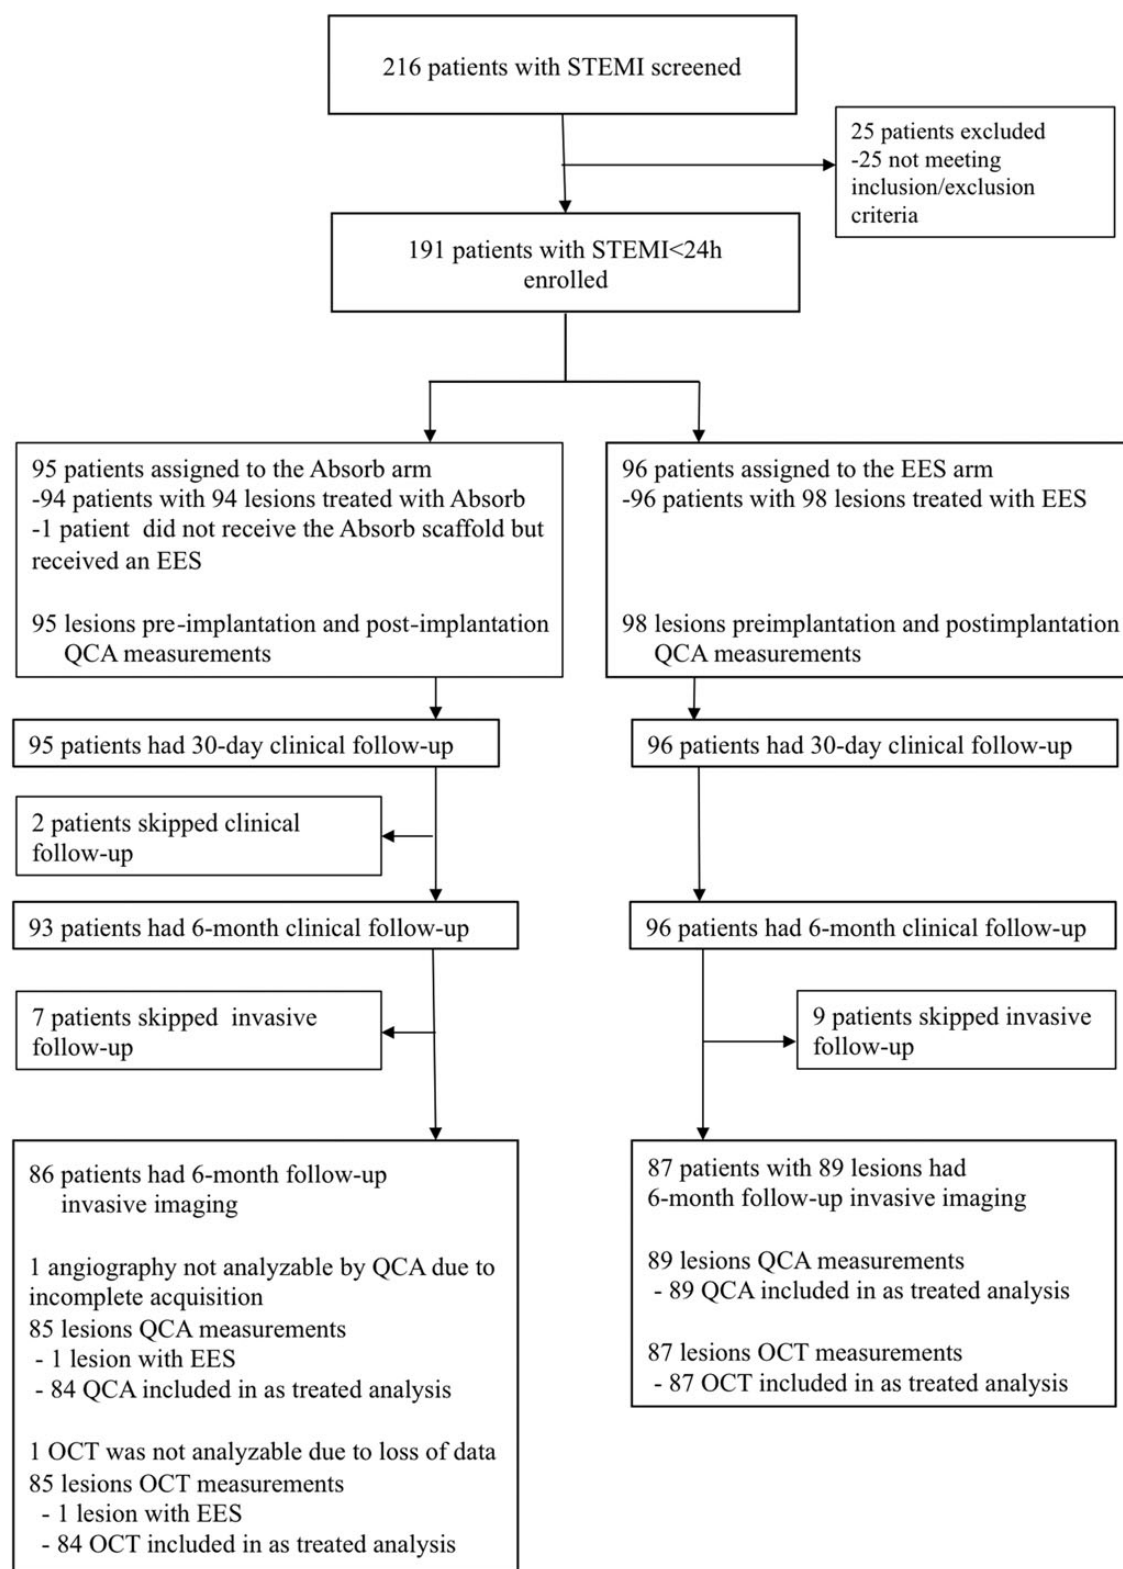 216 patients with STEMI screened
25 patients excluded
-25 not meeting
inclusion/exclusion
criteria
191 patients with STEMI<24h
enrolled
95 patients assigned to the Absorb arm
-94 patients with 94 lesions treated with Absorb
-1 patient did not receive the Absorb scaffold but
received an EES
95 lesions pre-implantation and post-implantation
QCA measurements
96 patients assigned to the EES arm
-96 patients with 98 lesions treated with EES
98 lesions preimplantation and postimplantation
QCA measurements
95 patients had 30-day clinical follow-up
96 patients had 30-day clinical follow-up
2 patients skipped clinical
follow-up
93 patients had 6-month clinical follow-up
96 patients had 6-month clinical follow-up
7 patients skipped invasive
follow-up
9 patients skipped invasive
follow-up
86 patients had 6-month follow-up
invasive imaging
1 angiography not analyzable by QCA due to
incomplete acquisition
85 lesions QCA measurements
- 1 lesion with EES
- 84 QCA included in as treated analysis
1 OCT was not analyzable due to loss of data
85 lesions OCT measurements
- 1 lesion with EES
- 84 OCT included in as treated analysis
87 patients with 89 lesions had
6-month follow-up invasive imaging
89 lesions QCA measurements
- 89 QCA included in as treated analysis
87 lesions OCT measurements
- 87 OCT included in as treated analysis